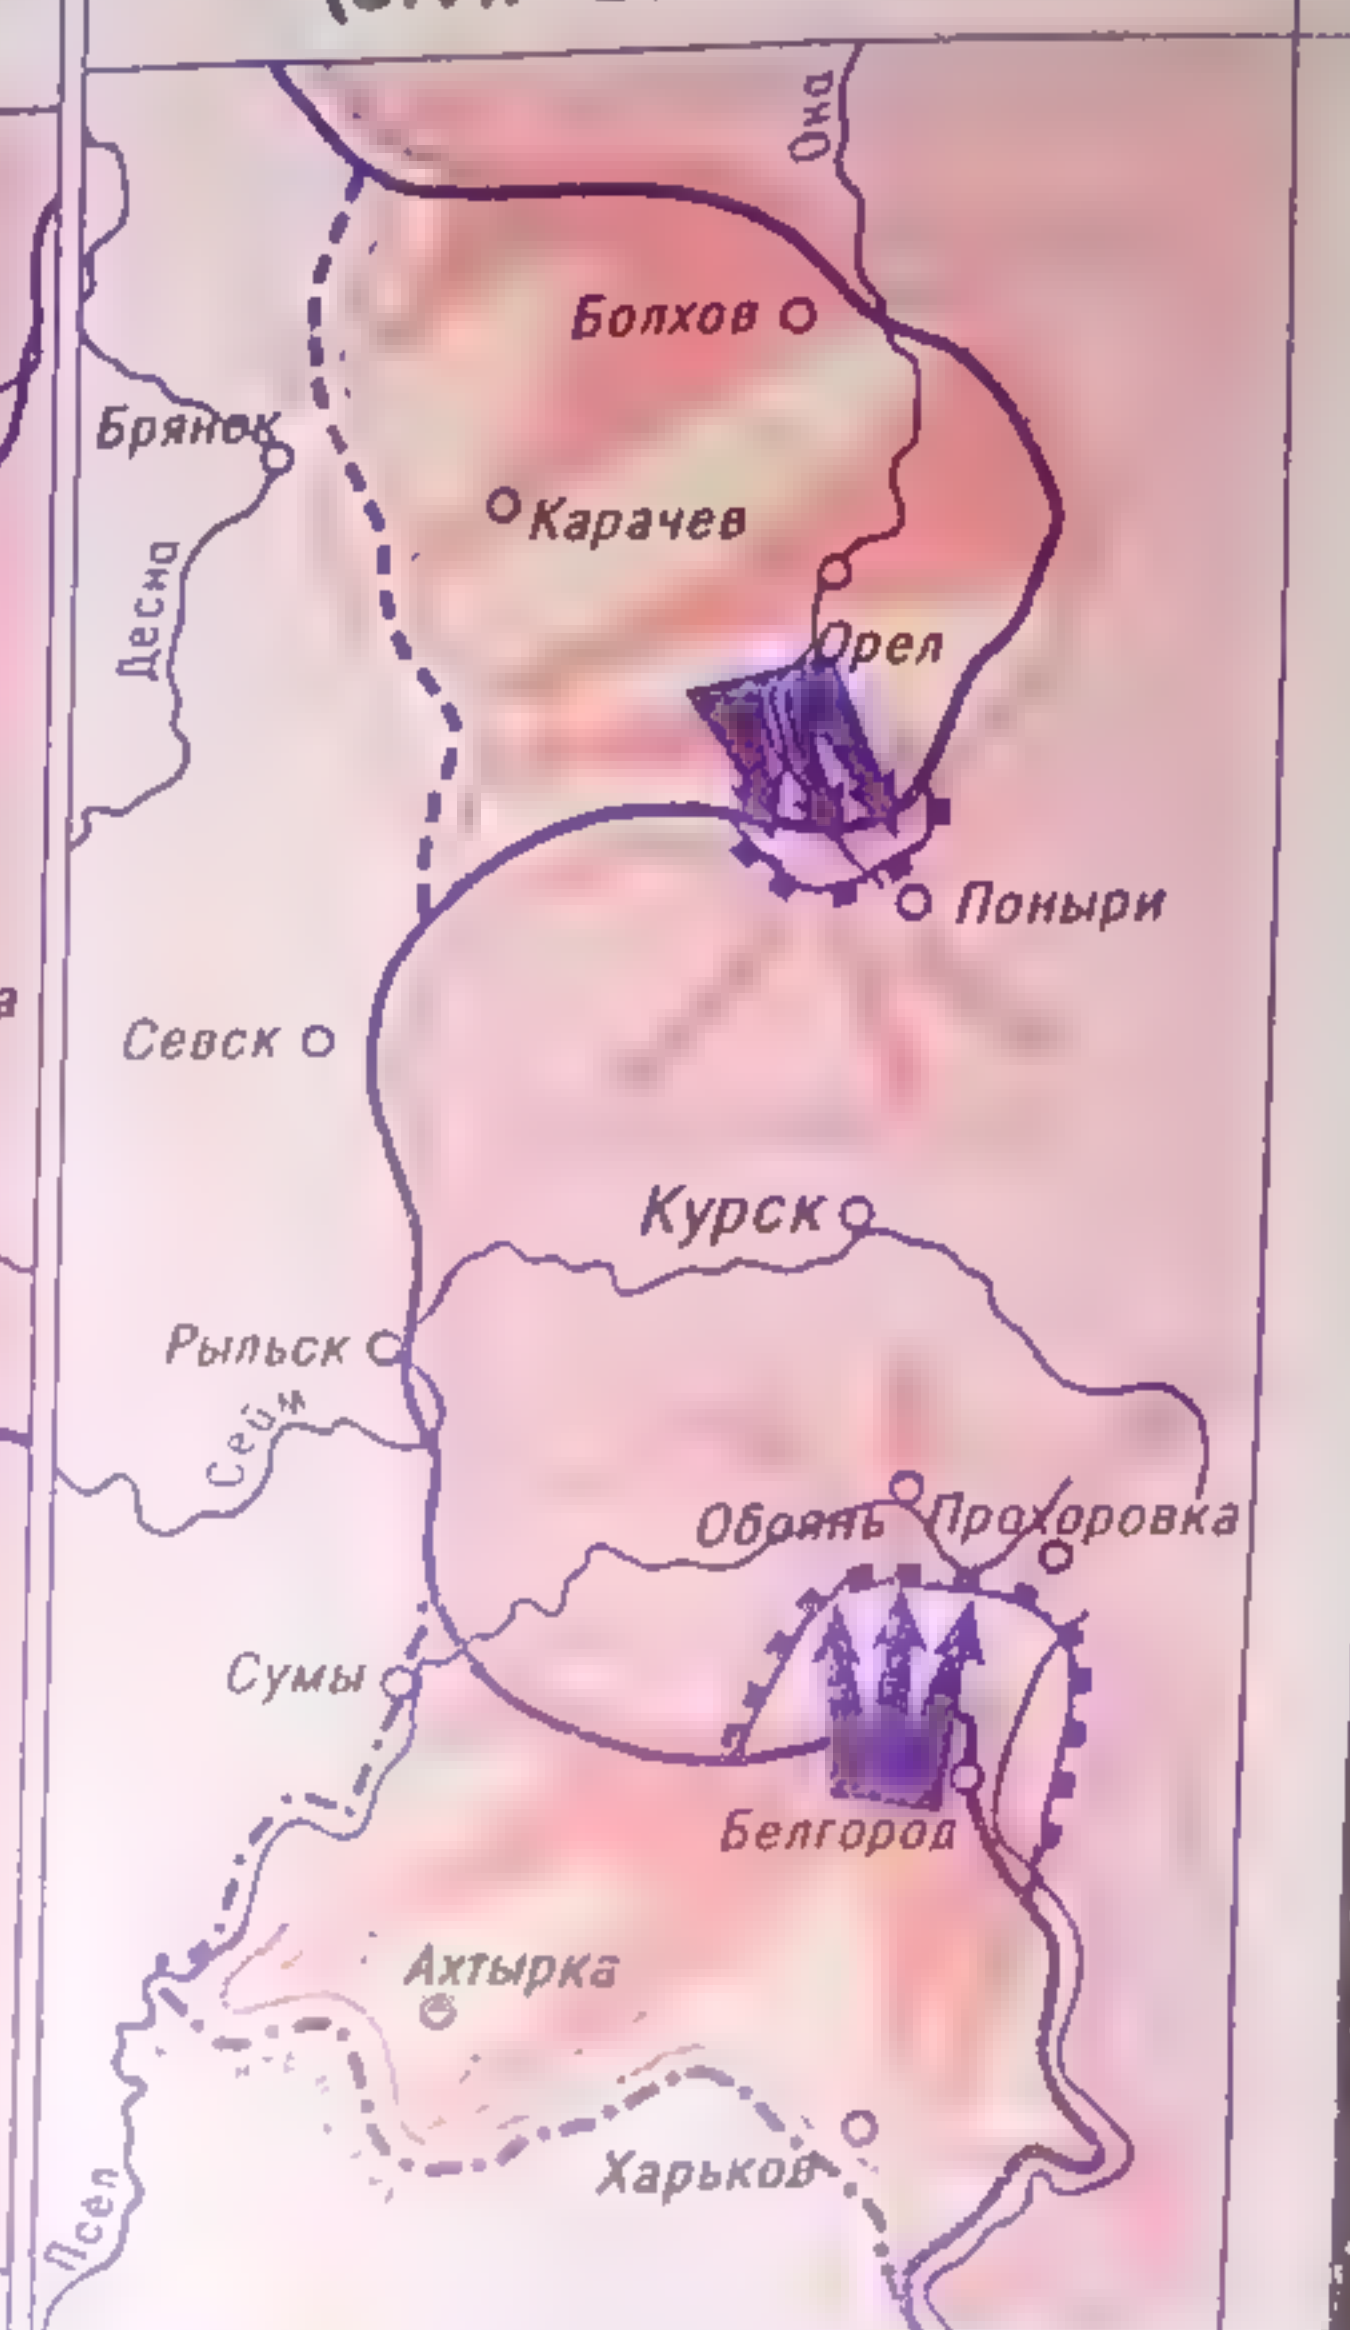 Ока
Болхов
Брянск
Карачев
Десна
Орел
Поныри
а
Севск
Курск
Рыльск
Сейм
Обоянь
Прохоровка
Сумы
Белгород
Ахтырка
Харьков
Псел